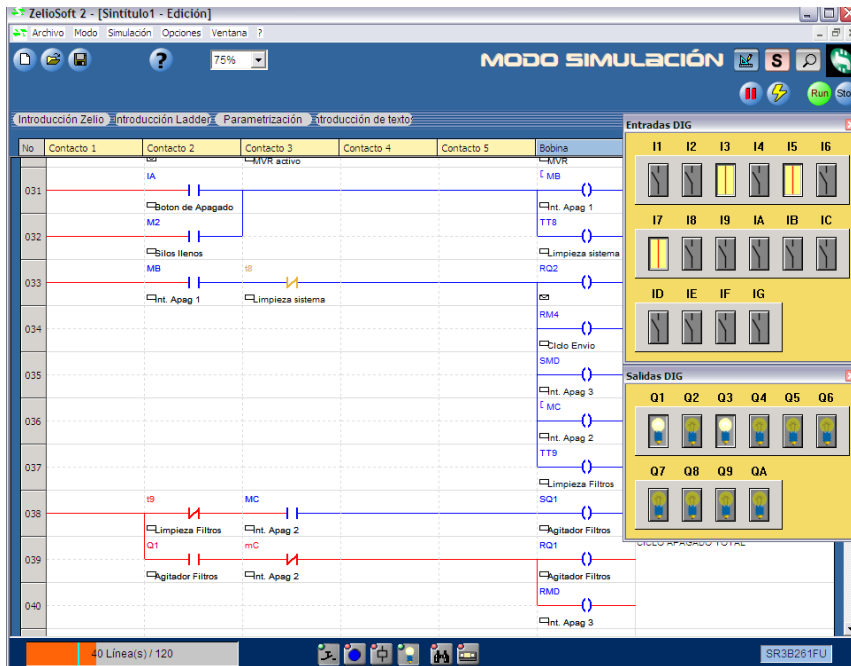 ZelioSoft 2 - [Sintítulo1 - Edición]
Archivo Modo Simulación Opciones Ventana ?
75% MODO SIMULACIÓN S
Run Sto
Introducción Zelio Introducción Ladder Parametrización troducción de textos
No Contacto 1 Contacto 2 Contacto 3 Contacto 4 Contacto 5 Bobina
MVR activo MVR
031 IA [ MB
Boton de Apagado Int. Apag 1
032 M2 TT8
Silos llenos Limpieza sistema
033 MB t8 RQ2
Int. Apag 1 Limpieza sistema
034 RM4
Ciclo Envio
035 SMD
Int. Apag 3
036 [ MC
Int. Apag 2
037 TT9
Limpieza Filtros
038 t9 MC SQ1
Limpieza Filtros Int. Apag 2 Agitador Filtros
039 Q1 mC RQ1 CICLO APAGADO TOTAL
Agitador Filtros Int. Apag 2 Agitador Filtros
040 RMD
Int. Apag 3
Entradas DIG
I1 I2 I3 I4 I5 I6
I7 I8 I9 IA IB IC
ID IE IF IG
Salidas DIG
Q1 Q2 Q3 Q4 Q5 Q6
Q7 Q8 Q9 QA
40 Línea(s) / 120
SR3B261FU